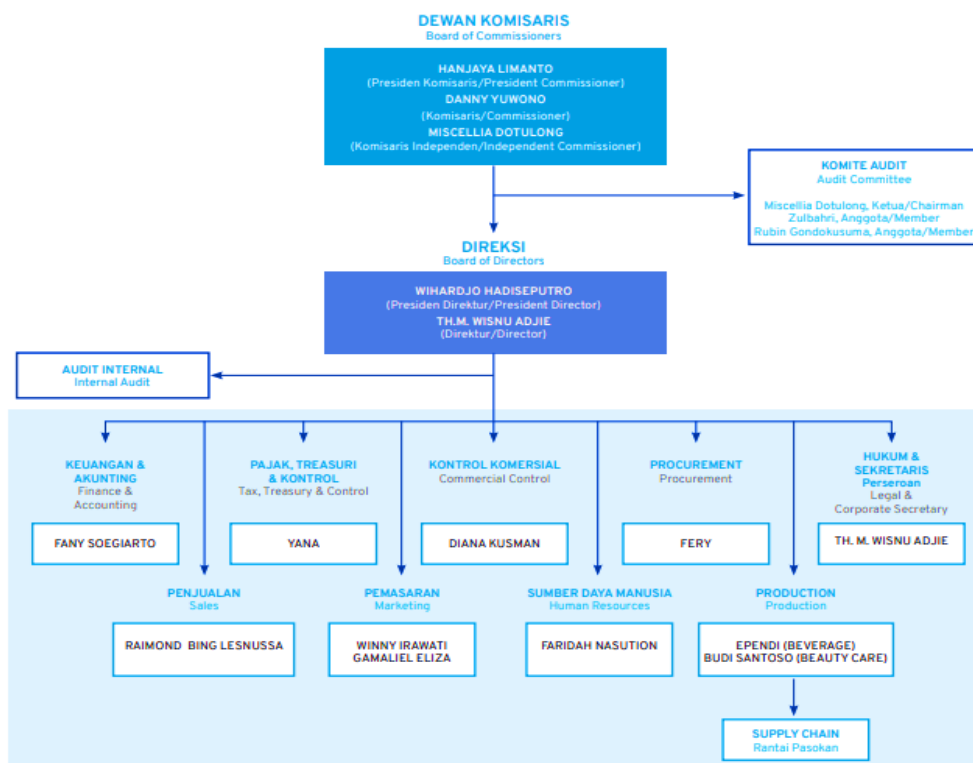 DEWAN KOMISARIS
Board of Commissioners
HANJAYA LIMANTO
(Presiden Komisaris/President Commissioner)
DANNY YUWONO
(Komisaris/Commissioner)
MISCELLIA DOTULONG
(Komisaris Independen/Independent Commissioner)
KOMITE AUDIT
Audit Committee
Miscellia Dotulong, Ketua/Chairman
Zulbahri, Anggota/Member
Rubin Gondokusuma, Anggota/Member
DIREKSI
Board of Directors
WIHARDJO HADISEPUTRO
(Presiden Direktur/President Director)
TH.M. WISNU ADJIE
(Direktur/Director)
AUDIT INTERNAL
Internal Audit
KEUANGAN &
AKUNTING
Finance &
Accounting
FANY SOEGIARTO
PAJAK, TREASURI
& KONTROL
Tax, Treasury & Control
YANA
KONTROL KOMERSIAL
Commercial Control
DIANA KUSMAN
PROCUREMENT
Procurement
FERY
HUKUM &
SEKRETARIS
Perseroan
Legal &
Corporate Secretary
TH. M. WISNU ADJIE
PENJUALAN
Sales
RAIMOND BING LESNUSSA
PEMASARAN
Marketing
WINNY IRAWATI
GAMALIEL ELIZA
SUMBER DAYA MANUSIA
Human Resources
FARIDAH NASUTION
PRODUCTION
Production
EPENDI (BEVERAGE)
BUDI SANTOSO (BEAUTY CARE)
SUPPLY CHAIN
Rantai Pasokan